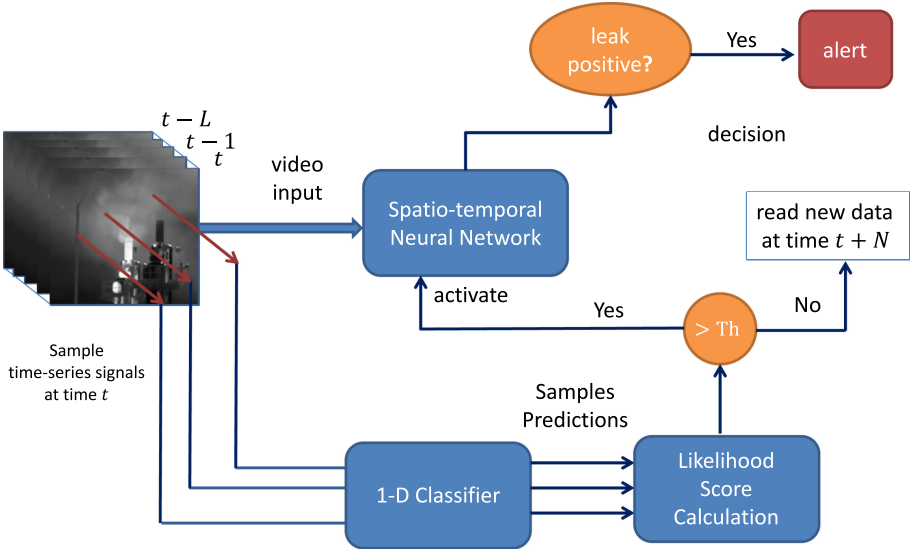 leak
positive?
Yes
alert
t − L
t − 1
t
video
input
decision
Spatio-temporal
Neural Network
read new data
at time t + N
activate
Yes
> Th
No
Sample
time-series signals
at time t
Samples
Predictions
1-D Classifier
Likelihood
Score
Calculation